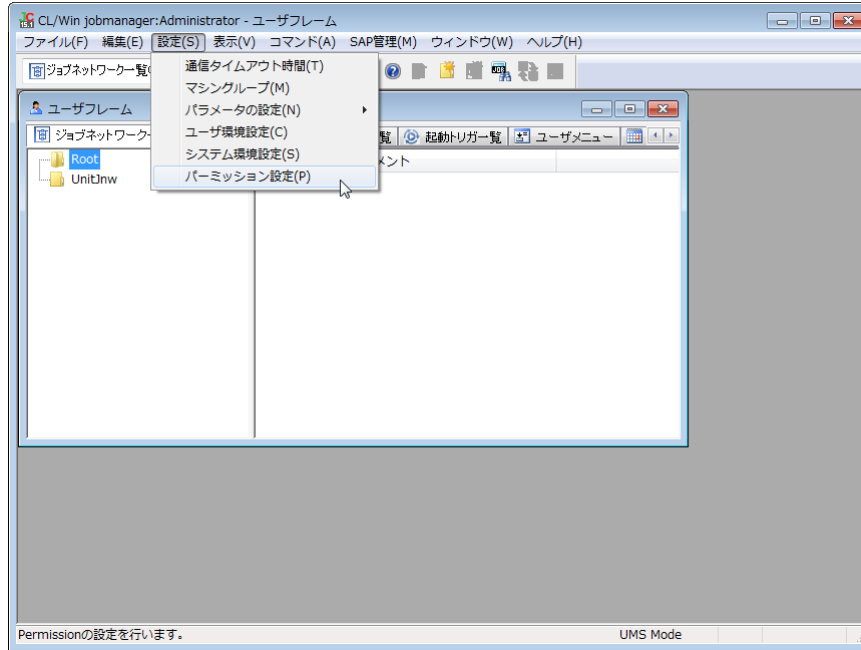 CL/Win jobmanager:Administrator - ユーザフレーム
ファイル(F) 編集(E) 設定(S) 表示(V) コマンド(A) SAP管理(M) ウィンドウ(W) ヘルプ(H)
ジョブネットワーク一覧
通信タイムアウト時間(T)
マシングループ(M)
パラメータの設定(N)
ユーザ環境設定(C)
システム環境設定(S)
パーミッション設定(P)
ユーザフレーム
ジョブネットワーク 覧 起動トリガ一覧 ユーザメニュー
Root メント
UnitJnw
Permissionの設定を行います。 UMS Mode